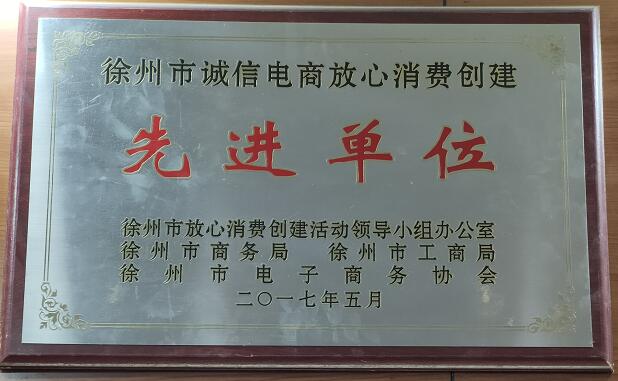 徐州市诚信电商放心消费创建
先进单位
徐州市放心消费创建活动领导小组办公室
徐州市商务局 徐州市工商局
徐州市电子商务协会
二〇一七年五月